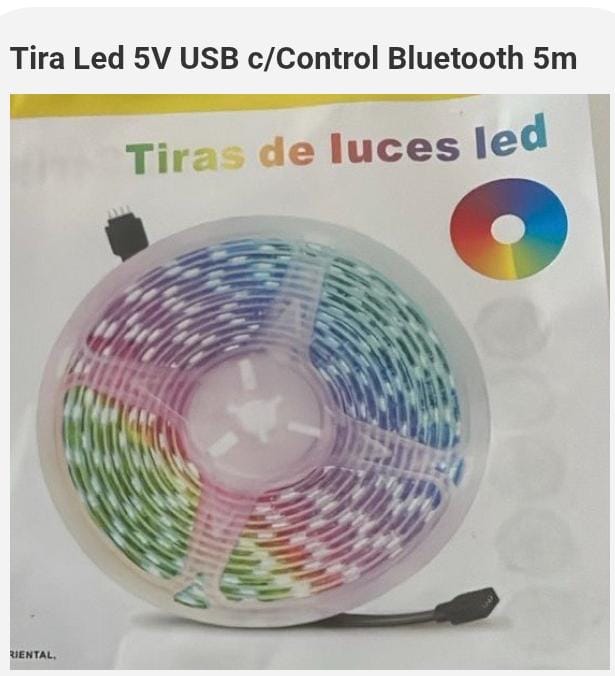 Tira Led 5V USB c/Control Bluetooth 5m
Tiras de luces led
RIENTAL,